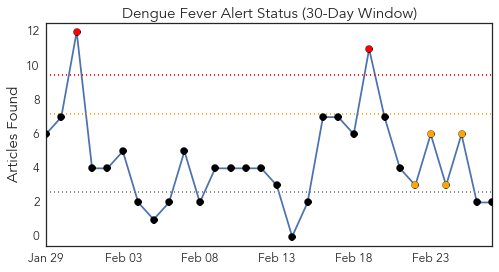 Dengue Fever Alert Status (30-Day Window)
Articles Found
12
10
8
6
4
2
0
Jan 29 Feb 03 Feb 08 Feb 13 Feb 18 Feb 23